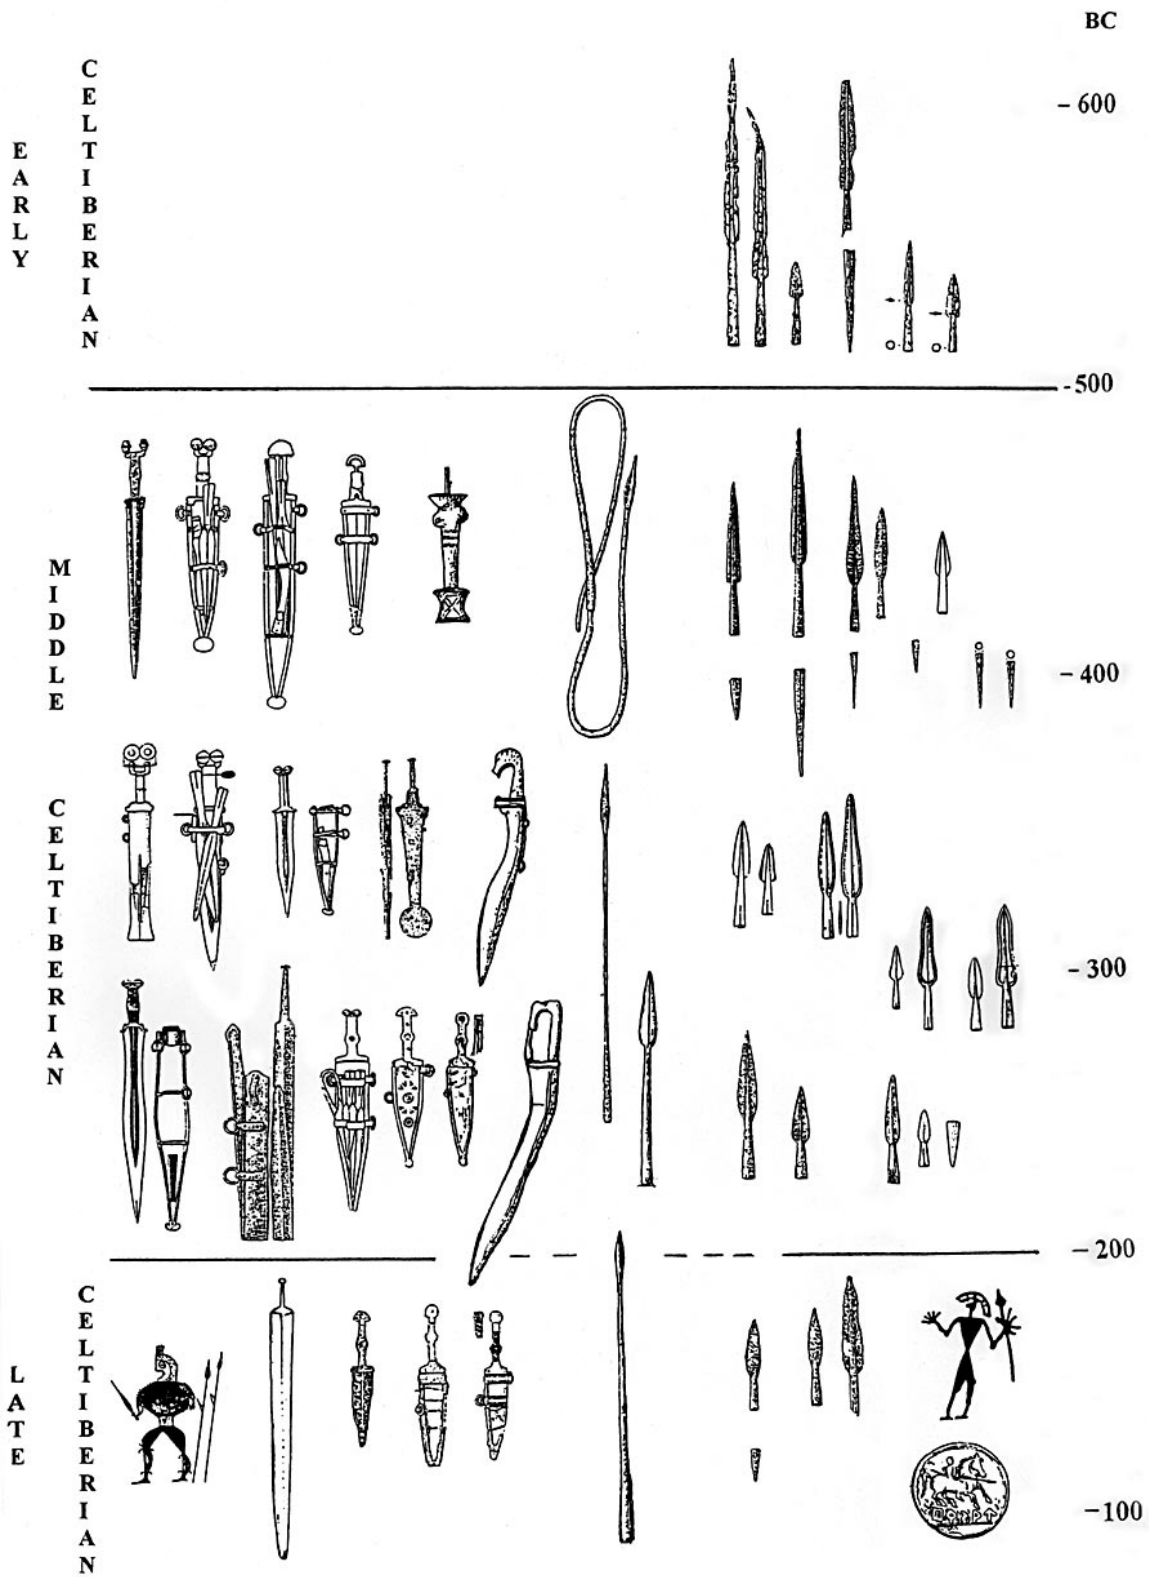 BC
EARLY
CELTIBERIAN
- 600
-500
MIDDLE
CELTIBERIAN
- 400
- 300
- 200
LATE
CELTIBERIAN
-100